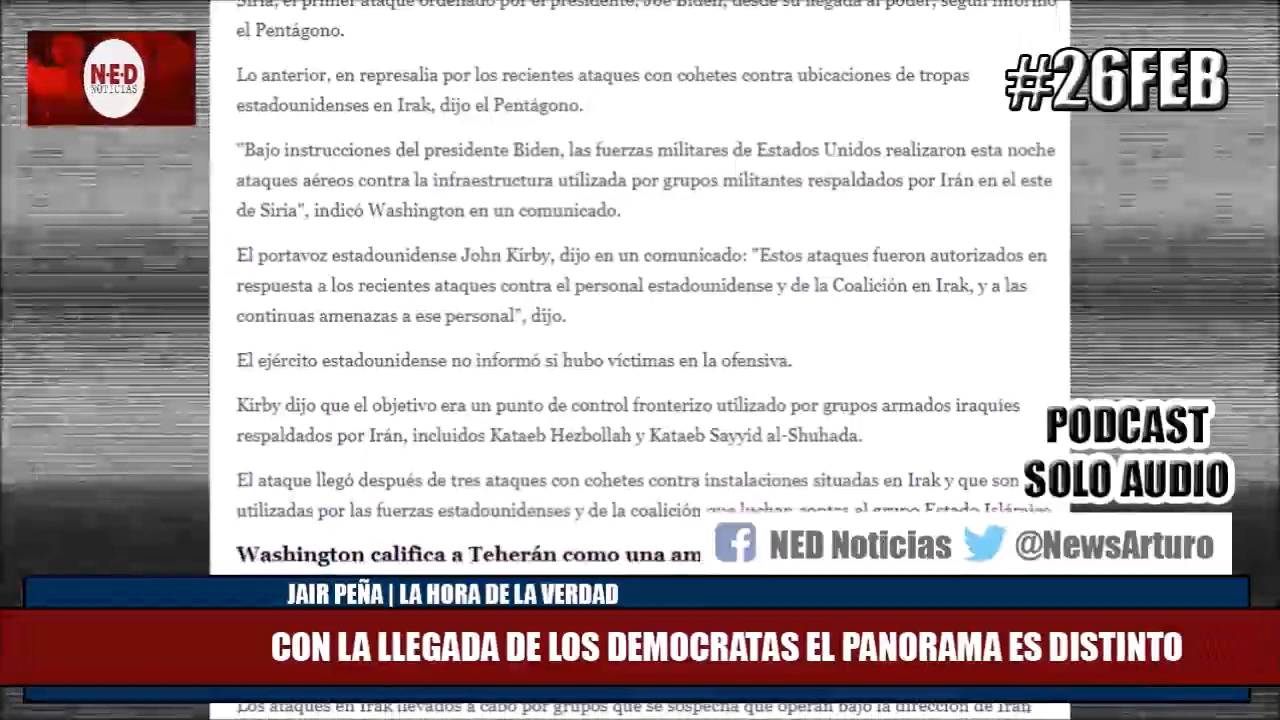 Siria, el primer ataque ordenado por el presidente, Joe Biden, desde su llegada al poder, según informó
el Pentágono.
N-E-D
NOTICIAS
#26FEB
Lo anterior, en represalia por los recientes ataques con cohetes contra ubicaciones de tropas
estadounidenses en Irak, dijo el Pentágono.
"Bajo instrucciones del presidente Biden, las fuerzas militares de Estados Unidos realizaron esta noche
ataques aéreos contra la infraestructura utilizada por grupos militantes respaldados por Irán en el este
de Siria", indicó Washington en un comunicado.
El portavoz estadounidense John Kirby, dijo en un comunicado: "Estos ataques fueron autorizados en
respuesta a los recientes ataques contra el personal estadounidense y de la Coalición en Irak, y a las
continuas amenazas a ese personal", dijo.
El ejército estadounidense no informó si hubo víctimas en la ofensiva.
Kirby dijo que el objetivo era un punto de control fronterizo utilizado por grupos armados iraquíes
respaldados por Irán, incluidos Kataeb Hezbollah y Kataeb Sayyid al-Shuhada.
PODCAST
SOLO AUDIO
El ataque llegó después de tres ataques con cohetes contra instalaciones situadas en Irak y que son
utilizadas por las fuerzas estadounidenses y de la coalición que luchan contra el grupo Estado Islámico
Washington califica a Teherán como una am
NED Noticias @NewsArturo
JAIR PEÑA | LA HORA DE LA VERDAD
CON LA LLEGADA DE LOS DEMOCRATAS EL PANORAMA ES DISTINTO
Los ataques en Irak llevados a cabo por grupos que se sospecha que operan bajo la dirección de Irán